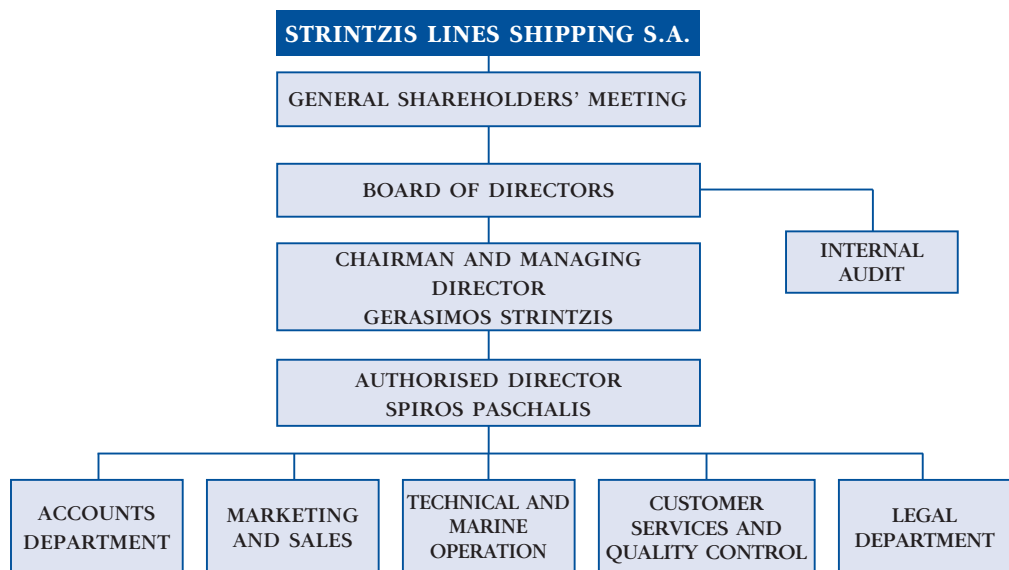 STRINTZIS LINES SHIPPING S.A.
GENERAL SHAREHOLDERS’ MEETING
BOARD OF DIRECTORS
INTERNAL
AUDIT
CHAIRMAN AND MANAGING
DIRECTOR
GERASIMOS STRINTZIS
AUTHORISED DIRECTOR
SPIROS PASCHALIS
ACCOUNTS
DEPARTMENT
MARKETING
AND SALES
TECHNICAL AND
MARINE
OPERATION
CUSTOMER
SERVICES AND
QUALITY CONTROL
LEGAL
DEPARTMENT